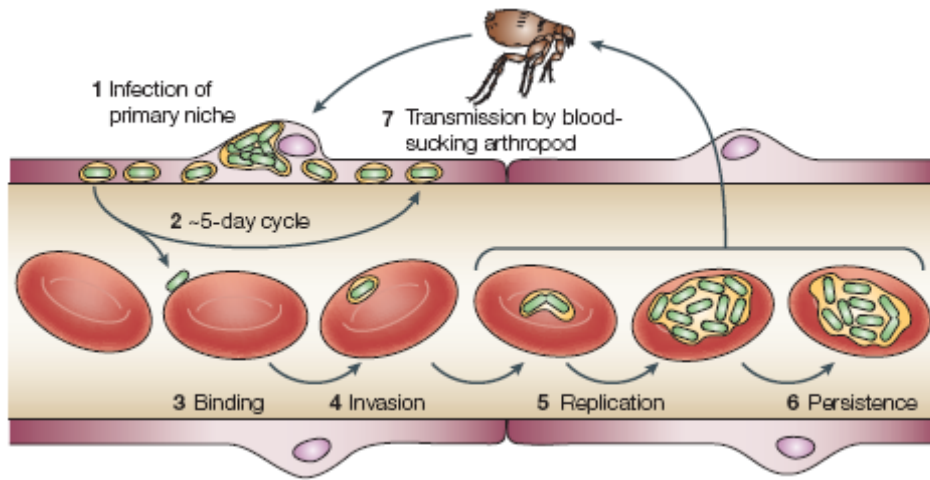 1 Infection of
primary niche
7 Transmission by blood-
sucking arthropod
2 ~5-day cycle
3 Binding
4 Invasion
5 Replication
6 Persistence